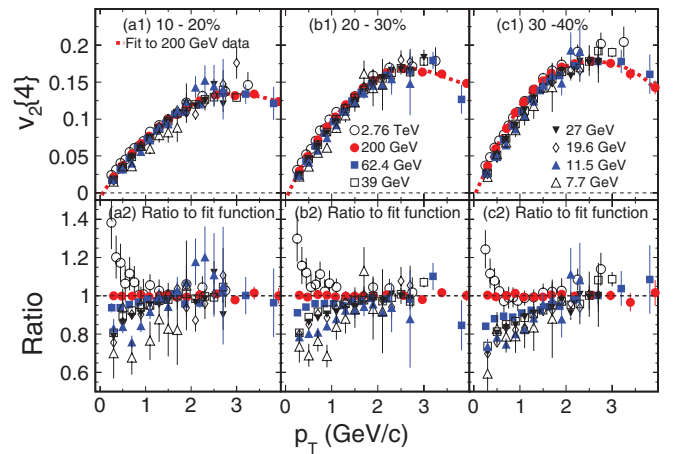 (a1) 10 - 20%
(b1) 20 - 30%
(c1) 30 -40%
Fit to 200 GeV data
v2{4}
0.2
0.15
0.1
0.05
0
2.76 TeV
200 GeV
62.4 GeV
39 GeV
27 GeV
19.6 GeV
11.5 GeV
7.7 GeV
(a2) Ratio to fit function
(b2) Ratio to fit function
(c2) Ratio to fit function
Ratio
1.4
1.2
1
0.8
0.6
0 1 2 3 0 1 2 3 0 1 2 3
pT (GeV/c)